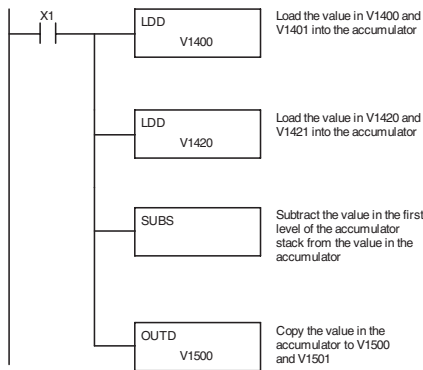 X1
LDD
V1400
Load the value in V1400 and
V1401 into the accumulator
LDD
V1420
Load the value in V1420 and
V1421 into the accumulator
SUBS
Subtract the value in the first
level of the accumulator
stack from the value in the
accumulator
OUTD
V1500
Copy the value in the
accumulator to V1500
and V1501